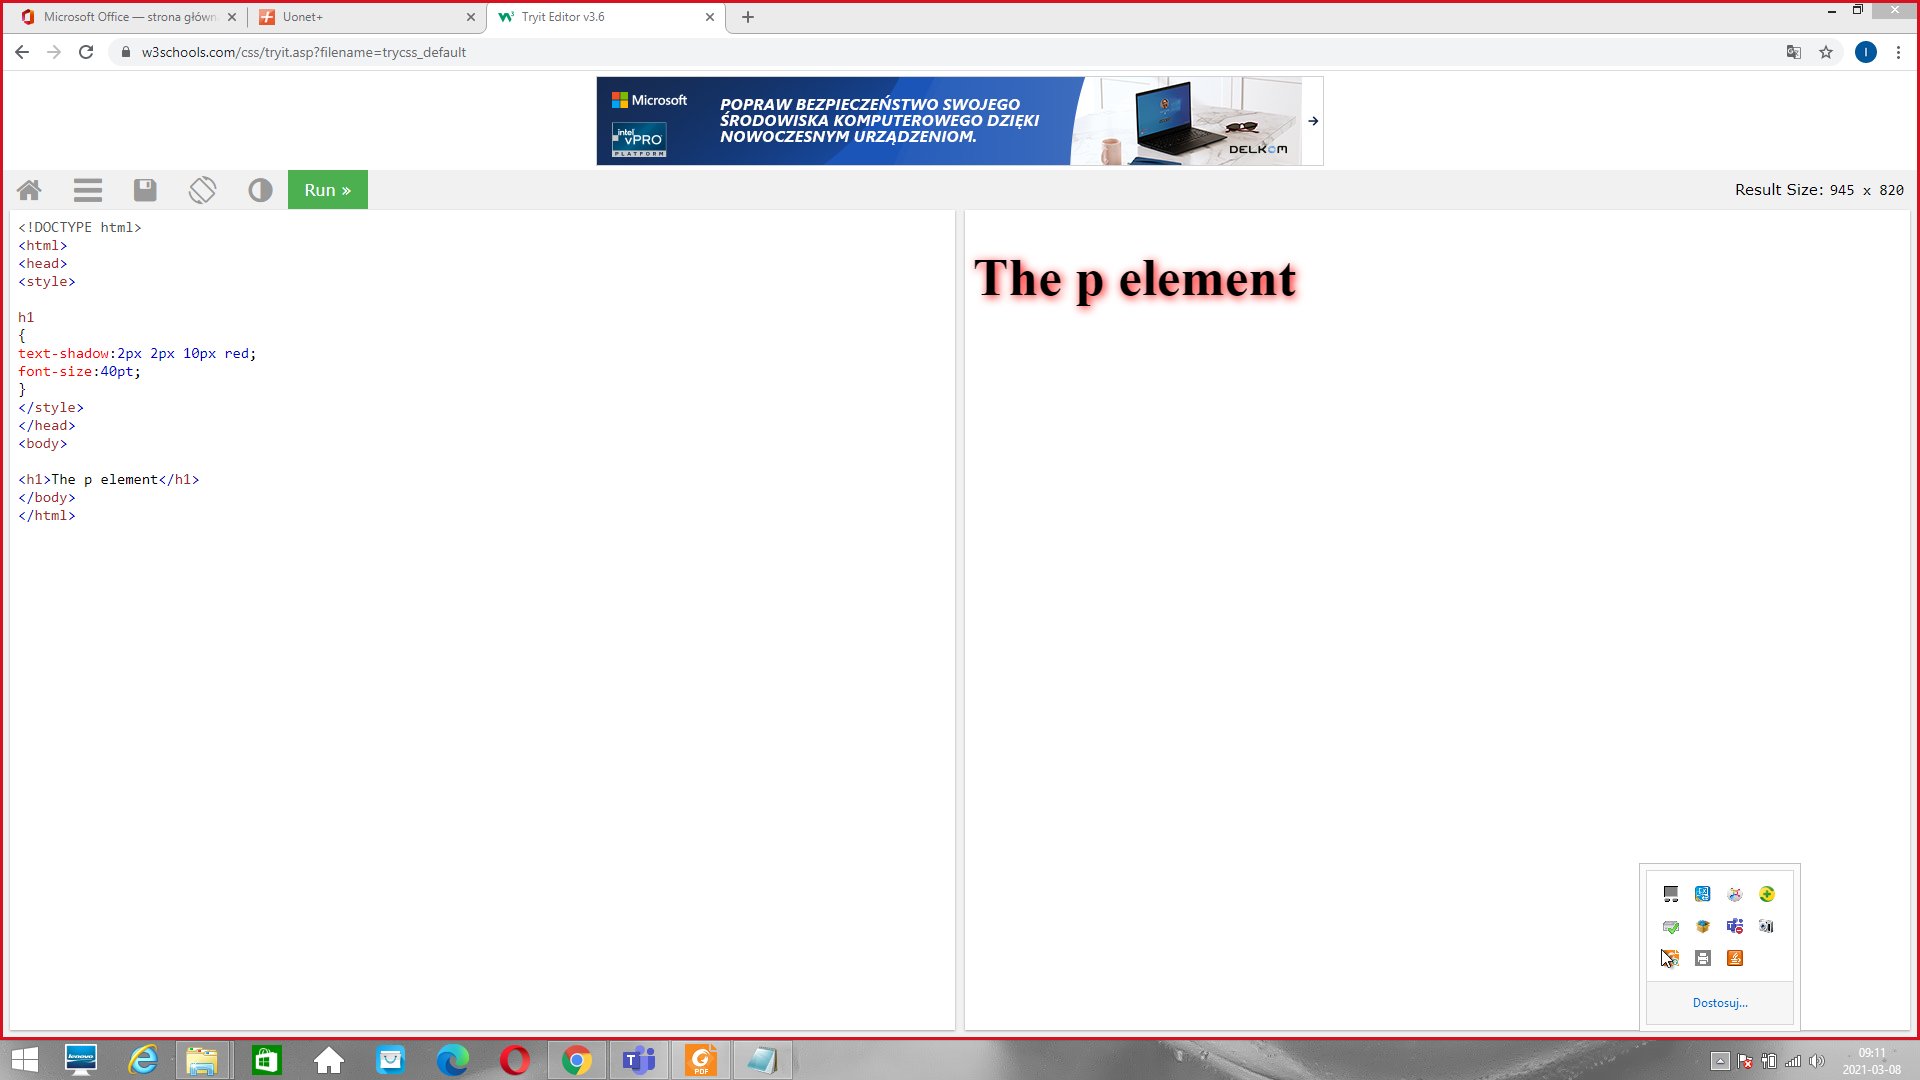 Microsoft Office — strona główn
Uonet+
Tryit Editor v3.6
w3schools.com/css/tryit.asp?filename=trycss_default
I
Microsoft
intel
vPRO
PLATFORM
POPRAW BEZPIECZEŃSTWO SWOJEGO
ŚRODOWISKA KOMPUTEROWEGO DZIĘKI
NOWOCZESNYM URZĄDZENIOM.
DELKOM
Run »
Result Size: 945 x 820
<!DOCTYPE html>
<html>
<head>
<style>
h1
{
text-shadow:2px 2px 10px red;
font-size:40pt;
}
</style>
</head>
<body>
<h1>The p element</h1>
</body>
</html>
The p element
Dostosuj...
lenovo
PDF
09:11
2021-03-08